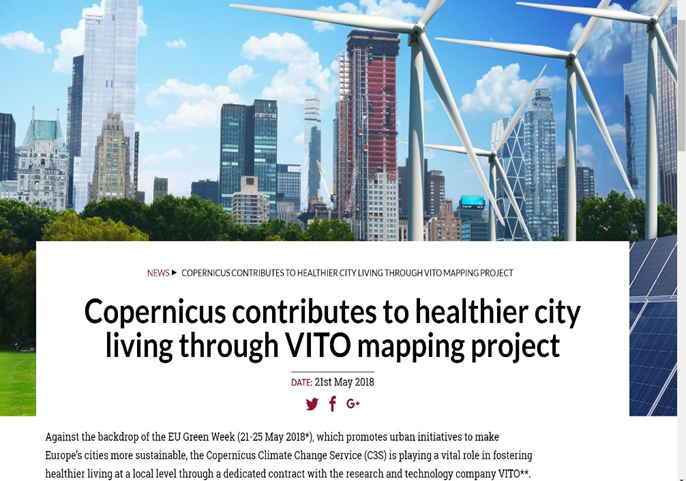 NEWS ▶ COPERNICUS CONTRIBUTES TO HEALTHIER CITY LIVING THROUGH VITO MAPPING PROJECT
Copernicus contributes to healthier city
living through VITO mapping project
DATE: 21st May 2018
G+
Against the backdrop of the EU Green Week (21-25 May 2018*), which promotes urban initiatives to make
Europe's cities more sustainable, the Copernicus Climate Change Service (C3S) is playing a vital role in fostering
healthier living at a local level through a dedicated contract with the research and technology company VITO**.